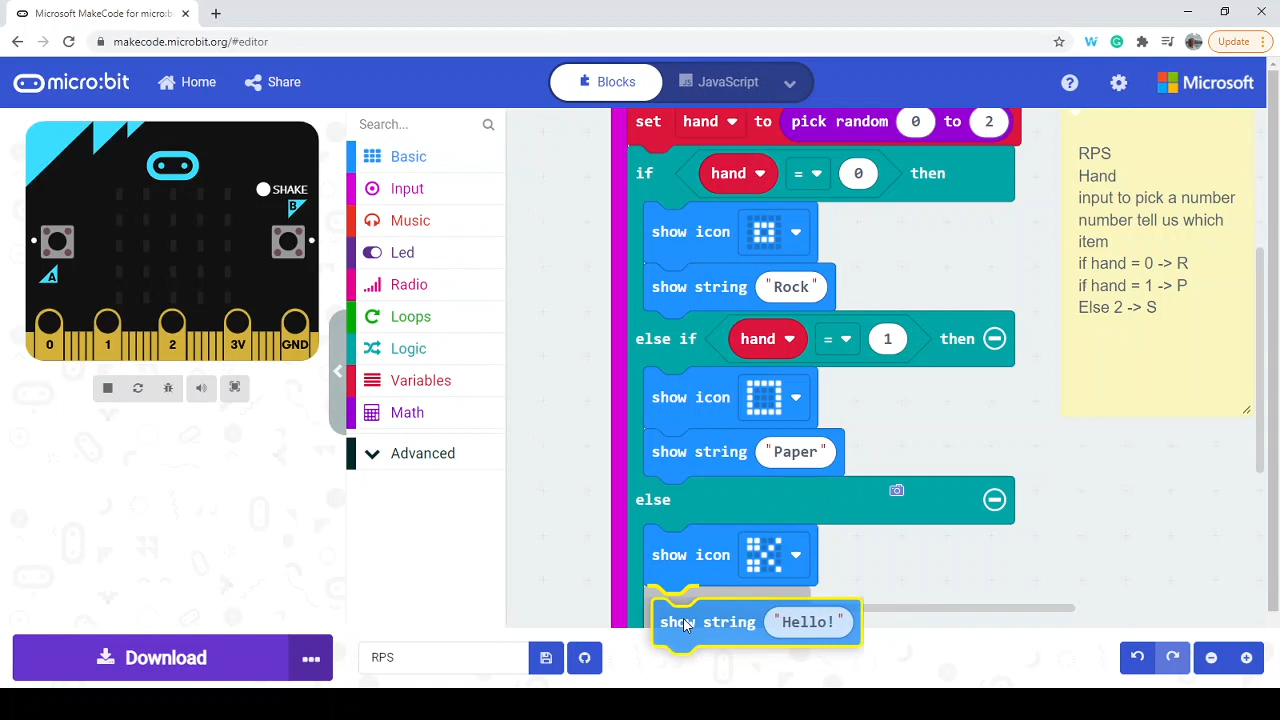 Microsoft MakeCode for micro:b
makecode.microbit.org/#editor
Update
micro:bit
Home
Share
Blocks
JavaScript
Microsoft
SHAKE
A
B
0
1
2
3V
GND
Search...
Basic
Input
Music
Led
Radio
Loops
Logic
Variables
Math
Advanced
set hand to pick random 0 to 2
if hand = 0 then
show icon
show string "Rock"
else if hand = 1 then
show icon
show string "Paper"
else
show icon
show string "Hello!"
RPS
Hand
input to pick a number
number tell us which
item
if hand = 0 -> R
if hand = 1 -> P
Else 2 -> S
Download
RPS